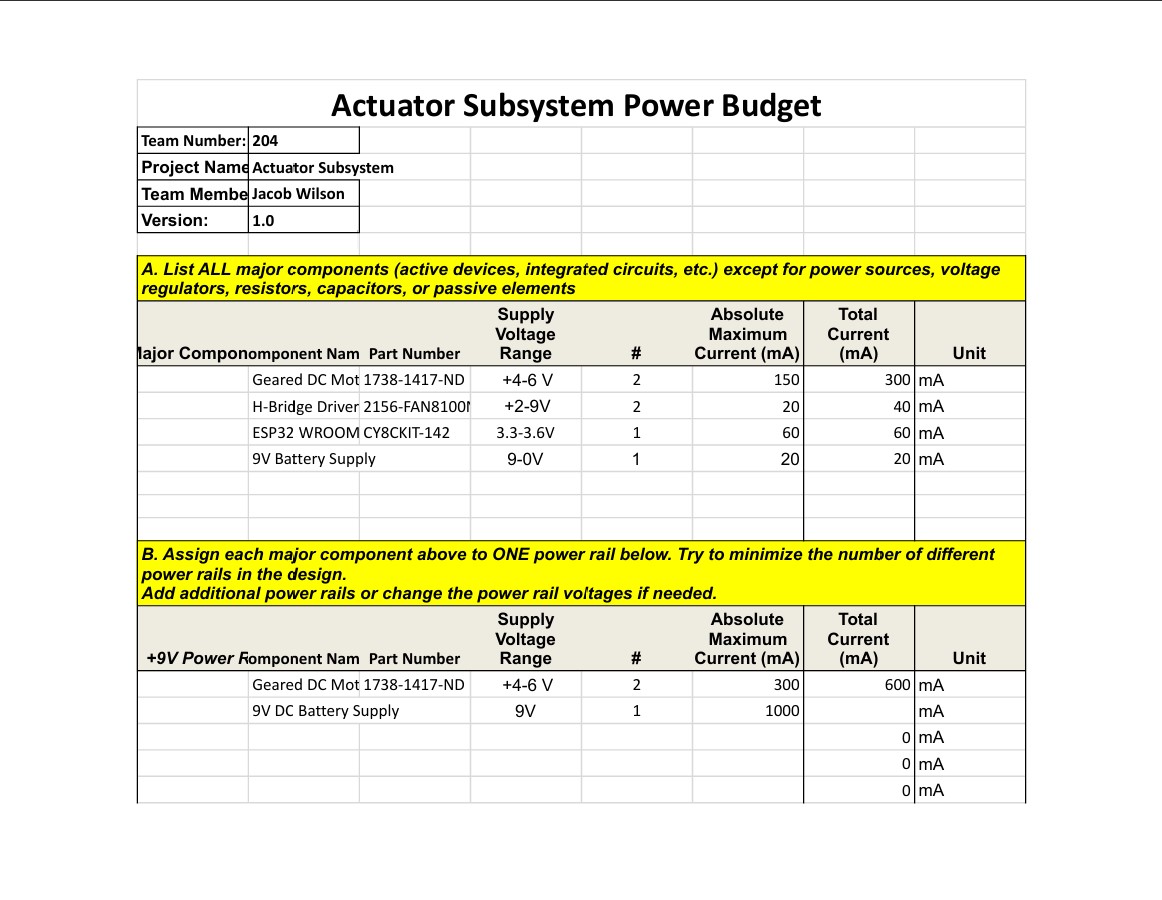 Actuator Subsystem Power Budget
Team Number: 204
Project Name Actuator Subsystem
Team Membe Jacob Wilson
Version: 1.0
A. List ALL major components (active devices, integrated circuits, etc.) except for power sources, voltage
regulators, resistors, capacitors, or passive elements
Supply Absolute Total
Voltage Maximum Current
Major Compon omponent Nam Part Number Range # Current (mA) (mA) Unit
Geared DC Mot 1738-1417-ND +4-6 V 2 150 300 mA
H-Bridge Driver 2156-FAN8100N +2-9V 2 20 40 mA
ESP32 WROOM CY8CKIT-142 3.3-3.6V 1 60 60 mA
9V Battery Supply 9-0V 1 20 20 mA
B. Assign each major component above to ONE power rail below. Try to minimize the number of different
power rails in the design.
Add additional power rails or change the power rail voltages if needed.
Supply Absolute Total
Voltage Maximum Current
+9V Power R omponent Nam Part Number Range # Current (mA) (mA) Unit
Geared DC Mot 1738-1417-ND +4-6 V 2 300 600 mA
9V DC Battery Supply 9V 1 1000 mA
0 mA
0 mA
0 mA